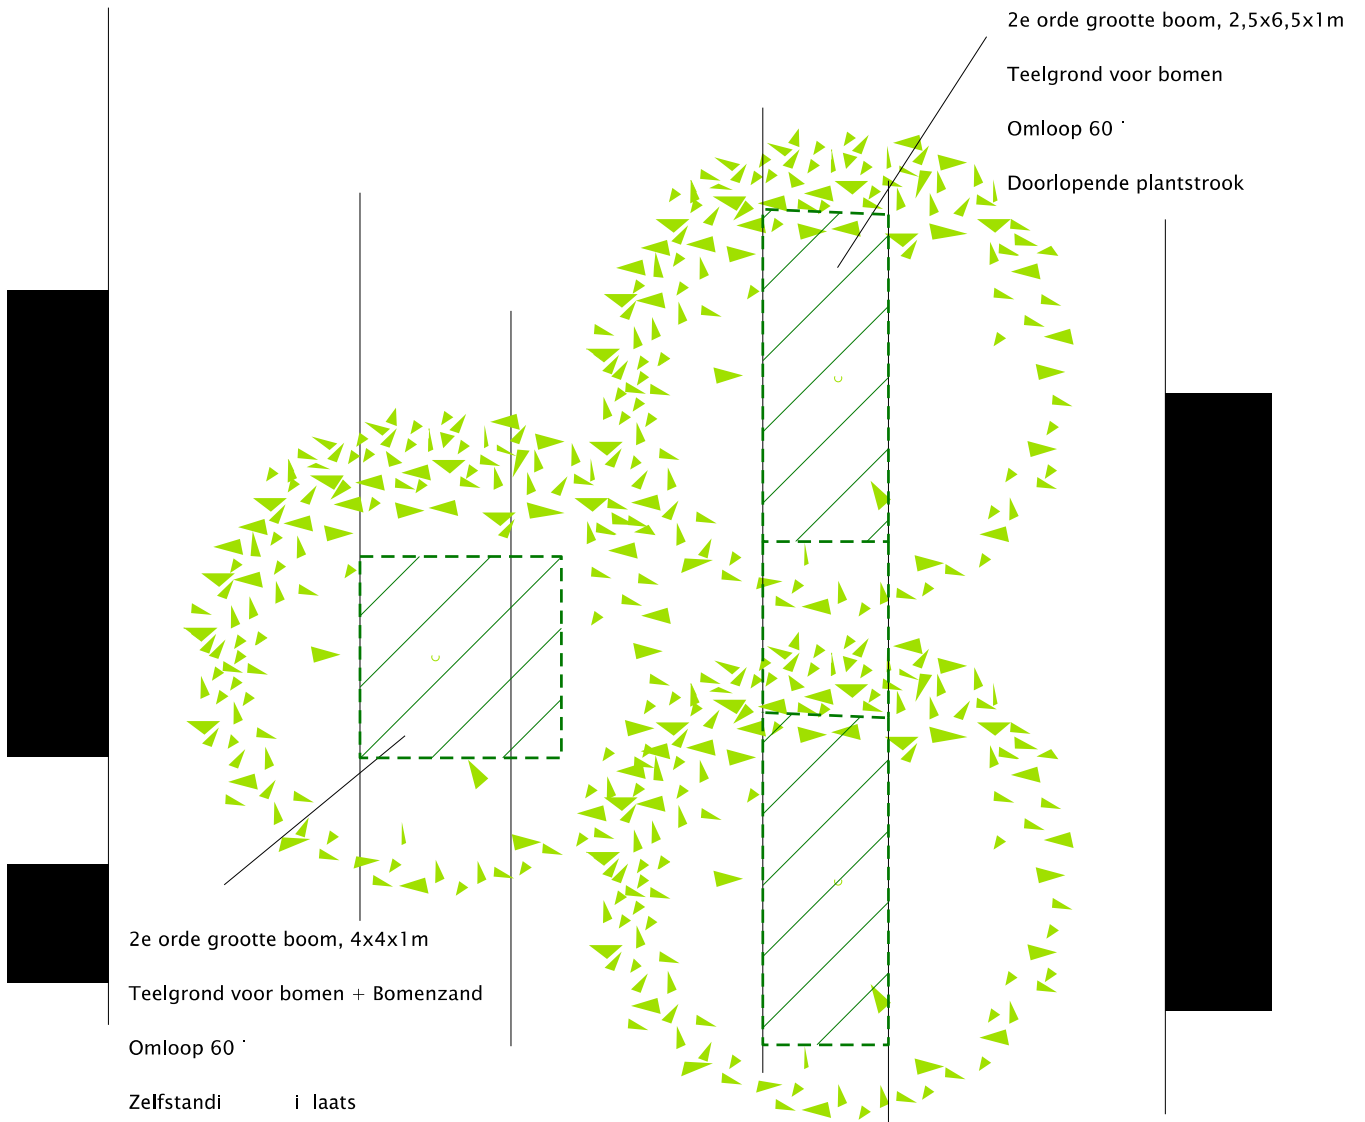 2e orde grootte boom, 2,5x6,5x1m
Teelgrond voor bomen
Omloop 60
Doorlopende plantstrook
2e orde grootte boom, 4x4x1m
Teelgrond voor bomen + Bomenzand
Omloop 60